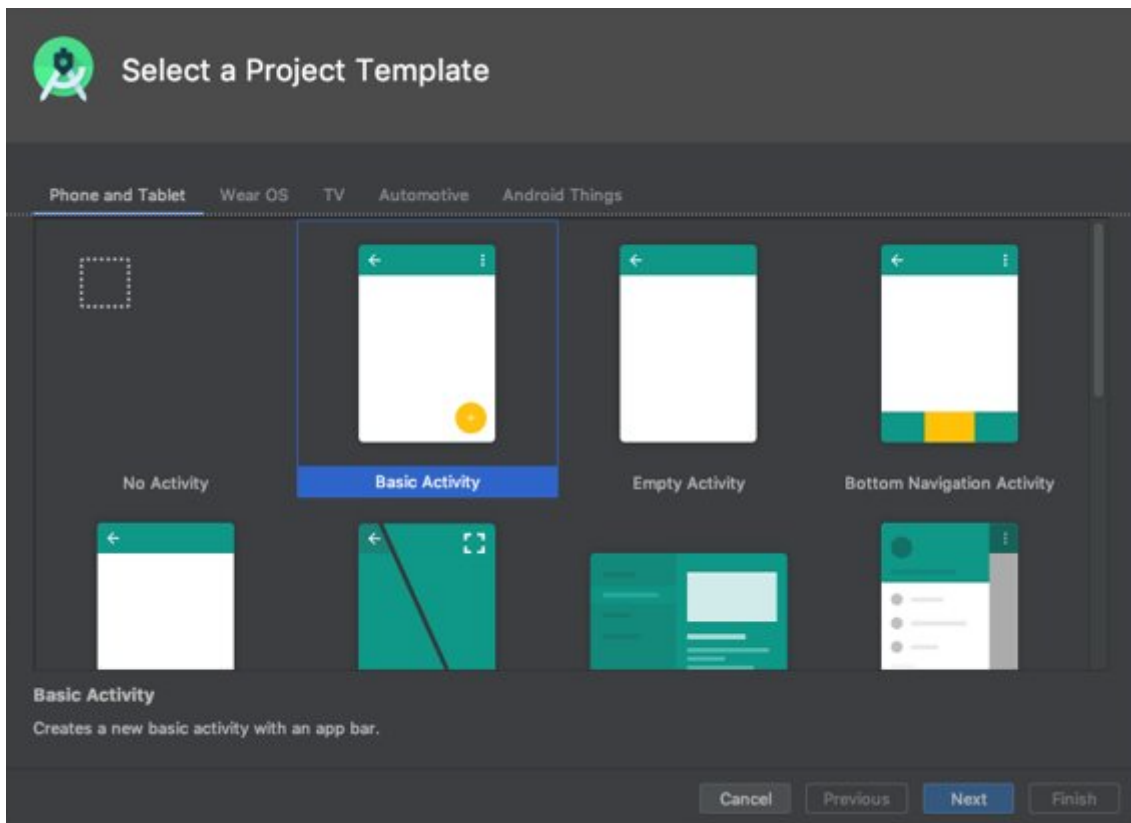 Select a Project Template
Phone and Tablet Wear OS TV Automotive Android Things
No Activity Basic Activity Empty Activity Bottom Navigation Activity
Basic Activity
Creates a new basic activity with an app bar.
Cancel Previous Next Finish